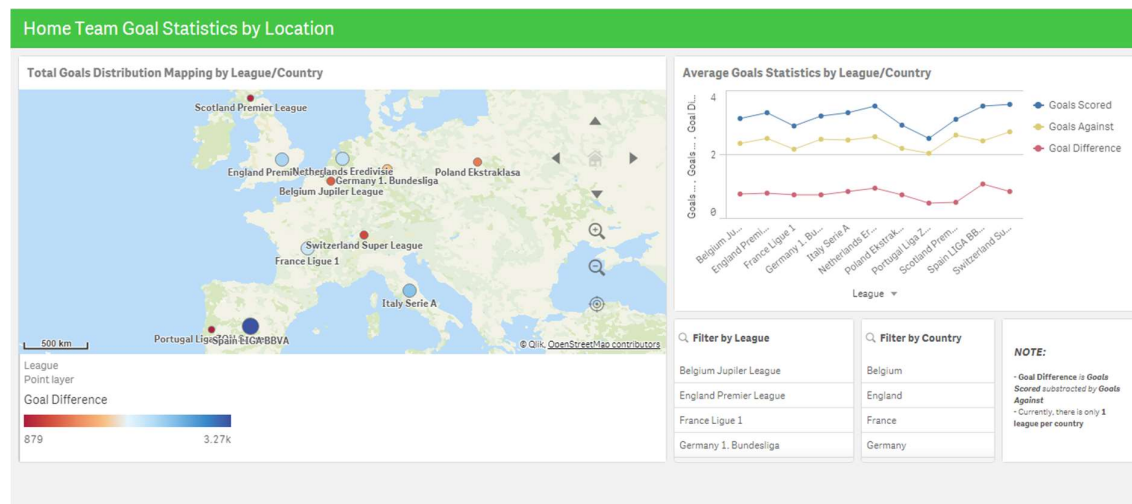 Home Team Goal Statistics by Location
Total Goals Distribution Mapping by League/Country
Scotland Premier League
England Premi
Netherlands Eredivisie
Germany 1. Bundesliga
Poland Ekstraklasa
Belgium Jupiler League
Switzerland Super League
France Ligue 1
Italy Serie A
Portugal Liga
Spain LIGA BBVA
500 km
© Qlik, OpenStreetMap contributors
League
Point layer
Goal Difference
879
3.27k
Average Goals Statistics by League/Country
Goals ... , Goals ... , Goal Di...
4
2
0
Goals Scored
Goals Against
Goal Difference
Belgium Ju...
England Premi...
France Ligue 1
Germany 1. Bu...
Italy Serie A
Netherlands Er...
Poland Ekstrak...
Portugal Liga Z...
Scotland Prem...
Spain LIGA BB...
Switzerland Su...
League
Filter by League
Belgium Jupiler League
England Premier League
France Ligue 1
Germany 1. Bundesliga
Filter by Country
Belgium
England
France
Germany
NOTE:
- Goal Difference is Goals
Scored substracted by Goals
Against
- Currently, there is only 1
league per country